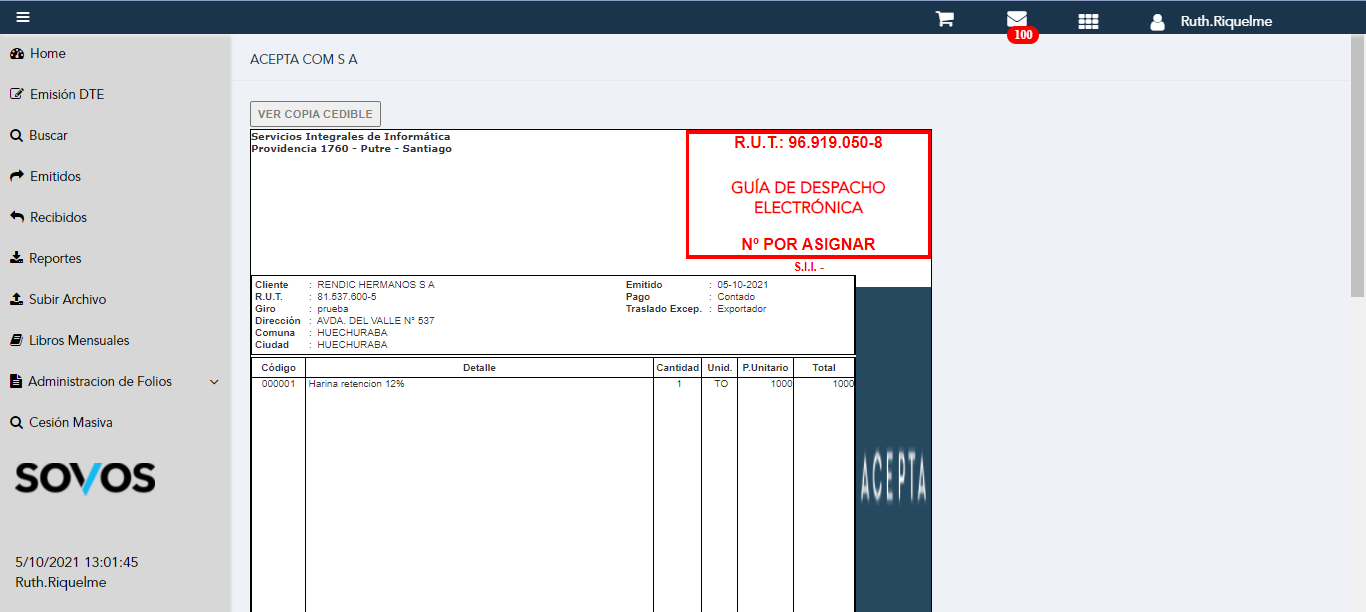 Ruth.Riquelme
100
Home
Emisión DTE
Buscar
Emitidos
Recibidos
Reportes
Subir Archivo
Libros Mensuales
Administracion de Folios
Cesión Masiva
SOVOS
5/10/2021 13:01:45
Ruth.Riquelme
ACEPTA COM S A
VER COPIA CEDIBLE
Servicios Integrales de Informática
Providencia 1760 - Putre - Santiago
R.U.T.: 96.919.050-8
GUÍA DE DESPACHO
ELECTRÓNICA
Nº POR ASIGNAR
S.I.I. -
Cliente : RENDIC HERMANOS S A Emitido : 05-10-2021
R.U.T. : 81.537.600-5 Pago : Contado
Giro : prueba Traslado Excep. : Exportador
Dirección : AVDA. DEL VALLE N° 537
Comuna : HUECHURABA
Ciudad : HUECHURABA
Código Detalle Cantidad Unid. P.Unitario Total
000001 Harina retencion 12% 1 TO 1000 1000
ACEPTA